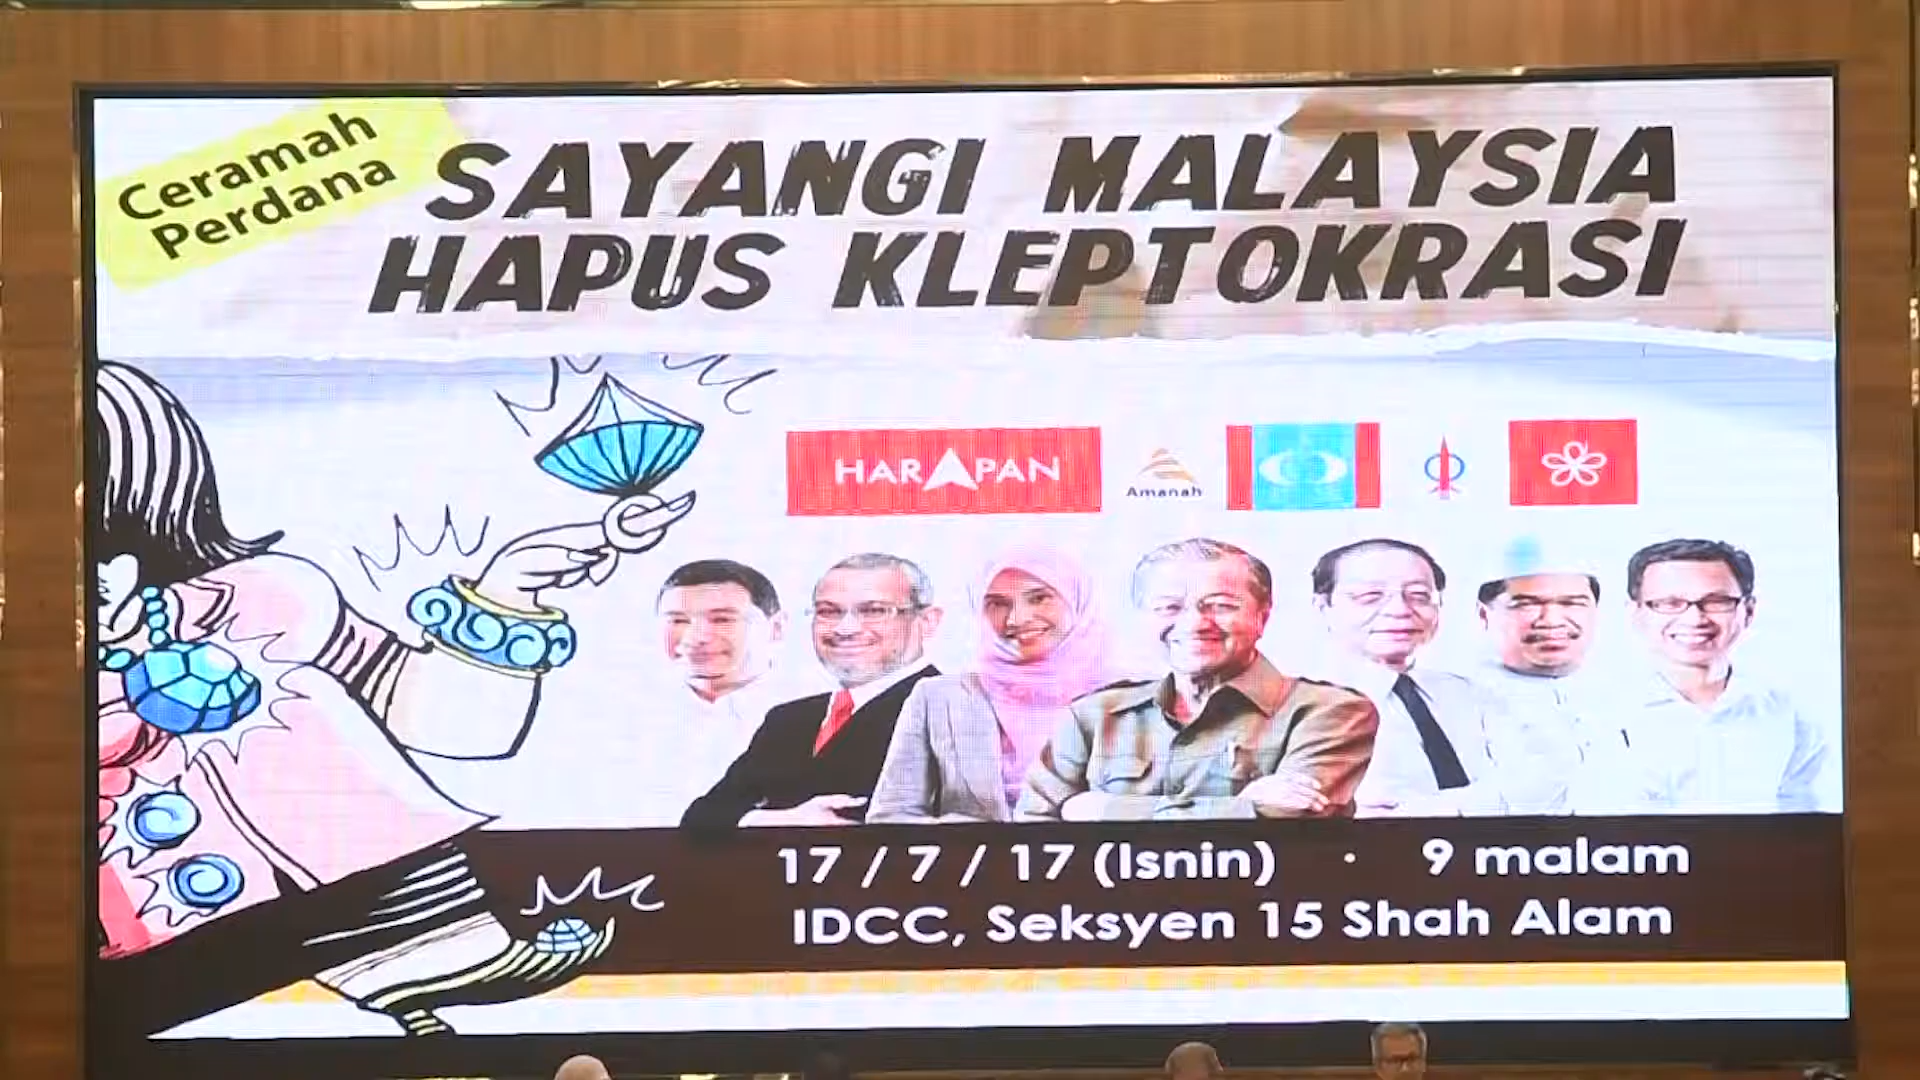 Ceramah
Perdana
SAYANGI MALAYSIA
HAPUS KLEPTOKRASI
HARAPAN
Amanah
17 / 7 / 17 (Isnin) · 9 malam
IDCC, Seksyen 15 Shah Alam